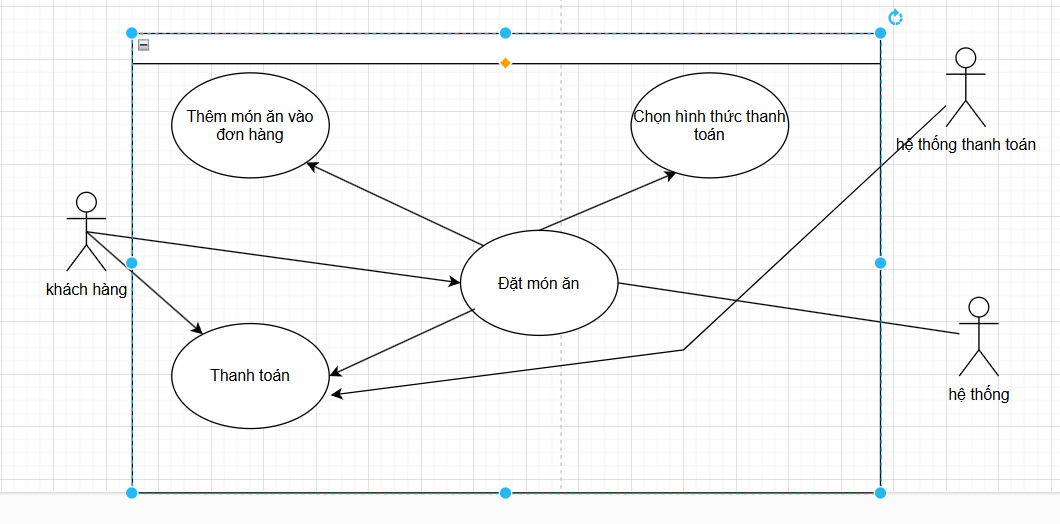 Thêm món ăn vào
đơn hàng
Chọn hình thức thanh
toán
hệ thống thanh toán
khách hàng
Đặt món ăn
Thanh toán
hệ thống